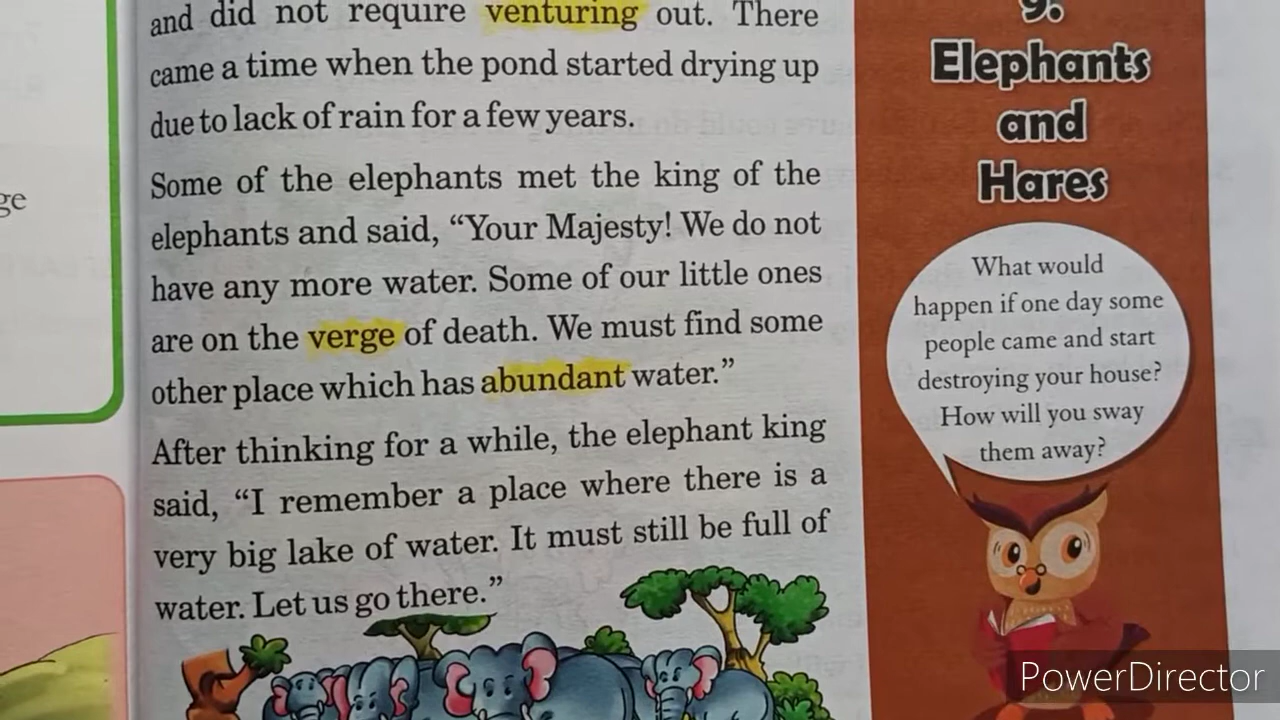 and did not require venturing out. There
came a time when the pond started drying up
due to lack of rain for a few years.
Some of the elephants met the king of the
elephants and said, “Your Majesty! We do not
have any more water. Some of our little ones
are on the verge of death. We must find some
other place which has abundant water.”
After thinking for a while, the elephant king
said, “I remember a place where there is a
very big lake of water. It must still be full of
water. Let us go there.”
9.
Elephants
and
Hares
What would
happen if one day some
people came and start
destroying your house?
How will you sway
them away?
ge
PowerDirector